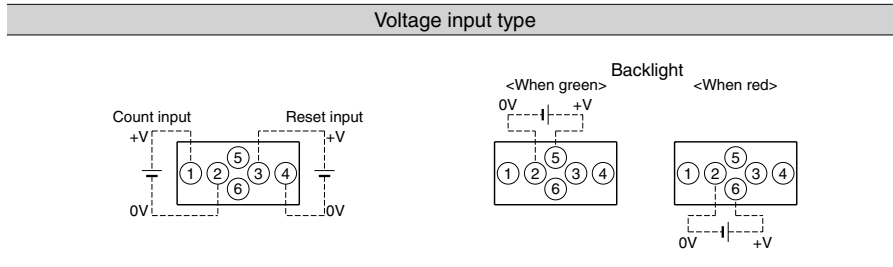 Voltage input type
Backlight
<When green>
<When red>
0V
+V
Count input
Reset input
+V
+V
1
2
5
6
3
4
0V
0V
1
2
5
6
3
4
1
2
5
6
3
4
0V
+V